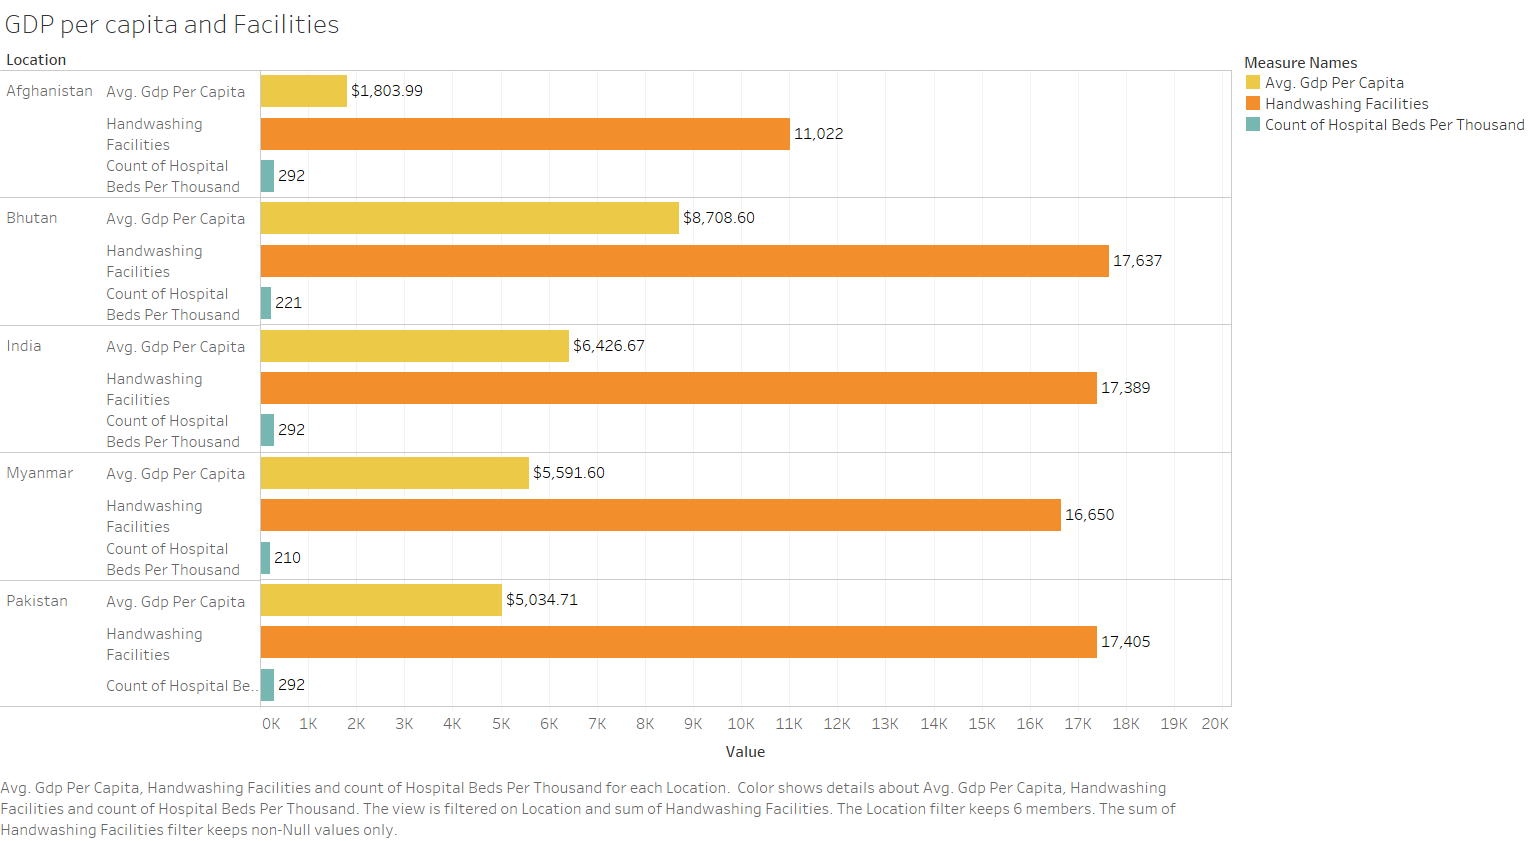 GDP per capita and Facilities
Location
Afghanistan
Avg. Gdp Per Capita
$1,803.99
Handwashing
Facilities
11,022
Count of Hospital
Beds Per Thousand
292
Bhutan
Avg. Gdp Per Capita
$8,708.60
Handwashing
Facilities
17,637
Count of Hospital
Beds Per Thousand
221
India
Avg. Gdp Per Capita
$6,426.67
Handwashing
Facilities
17,389
Count of Hospital
Beds Per Thousand
292
Myanmar
Avg. Gdp Per Capita
$5,591.60
Handwashing
Facilities
16,650
Count of Hospital
Beds Per Thousand
210
Pakistan
Avg. Gdp Per Capita
$5,034.71
Handwashing
Facilities
17,405
Count of Hospital Be..
292
0K 1K 2K 3K 4K 5K 6K 7K 8K 9K 10K 11K 12K 13K 14K 15K 16K 17K 18K 19K 20K
Value
Measure Names
Avg. Gdp Per Capita
Handwashing Facilities
Count of Hospital Beds Per Thousand
Avg. Gdp Per Capita, Handwashing Facilities and count of Hospital Beds Per Thousand for each Location.  Color shows details about Avg. Gdp Per Capita, Handwashing
Facilities and count of Hospital Beds Per Thousand. The view is filtered on Location and sum of Handwashing Facilities. The Location filter keeps 6 members. The sum of
Handwashing Facilities filter keeps non-Null values only.